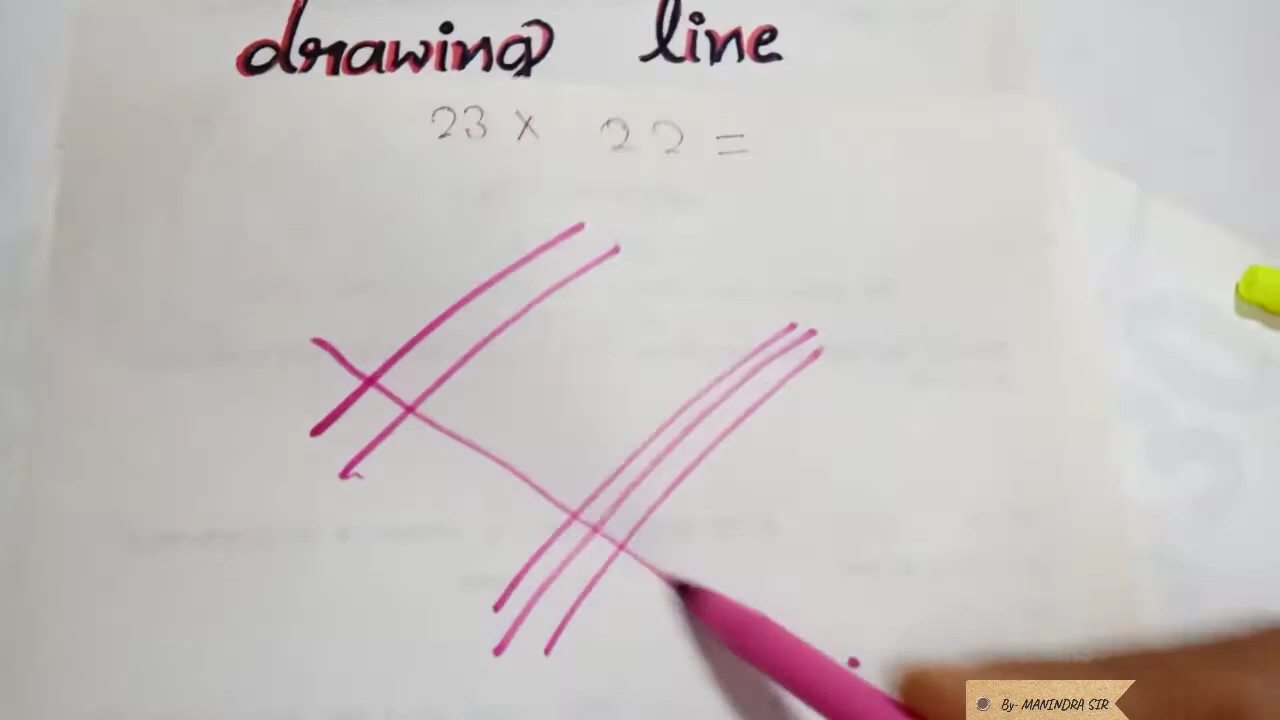 drawing line
23 × 22 =
By- MANINDRA SIR